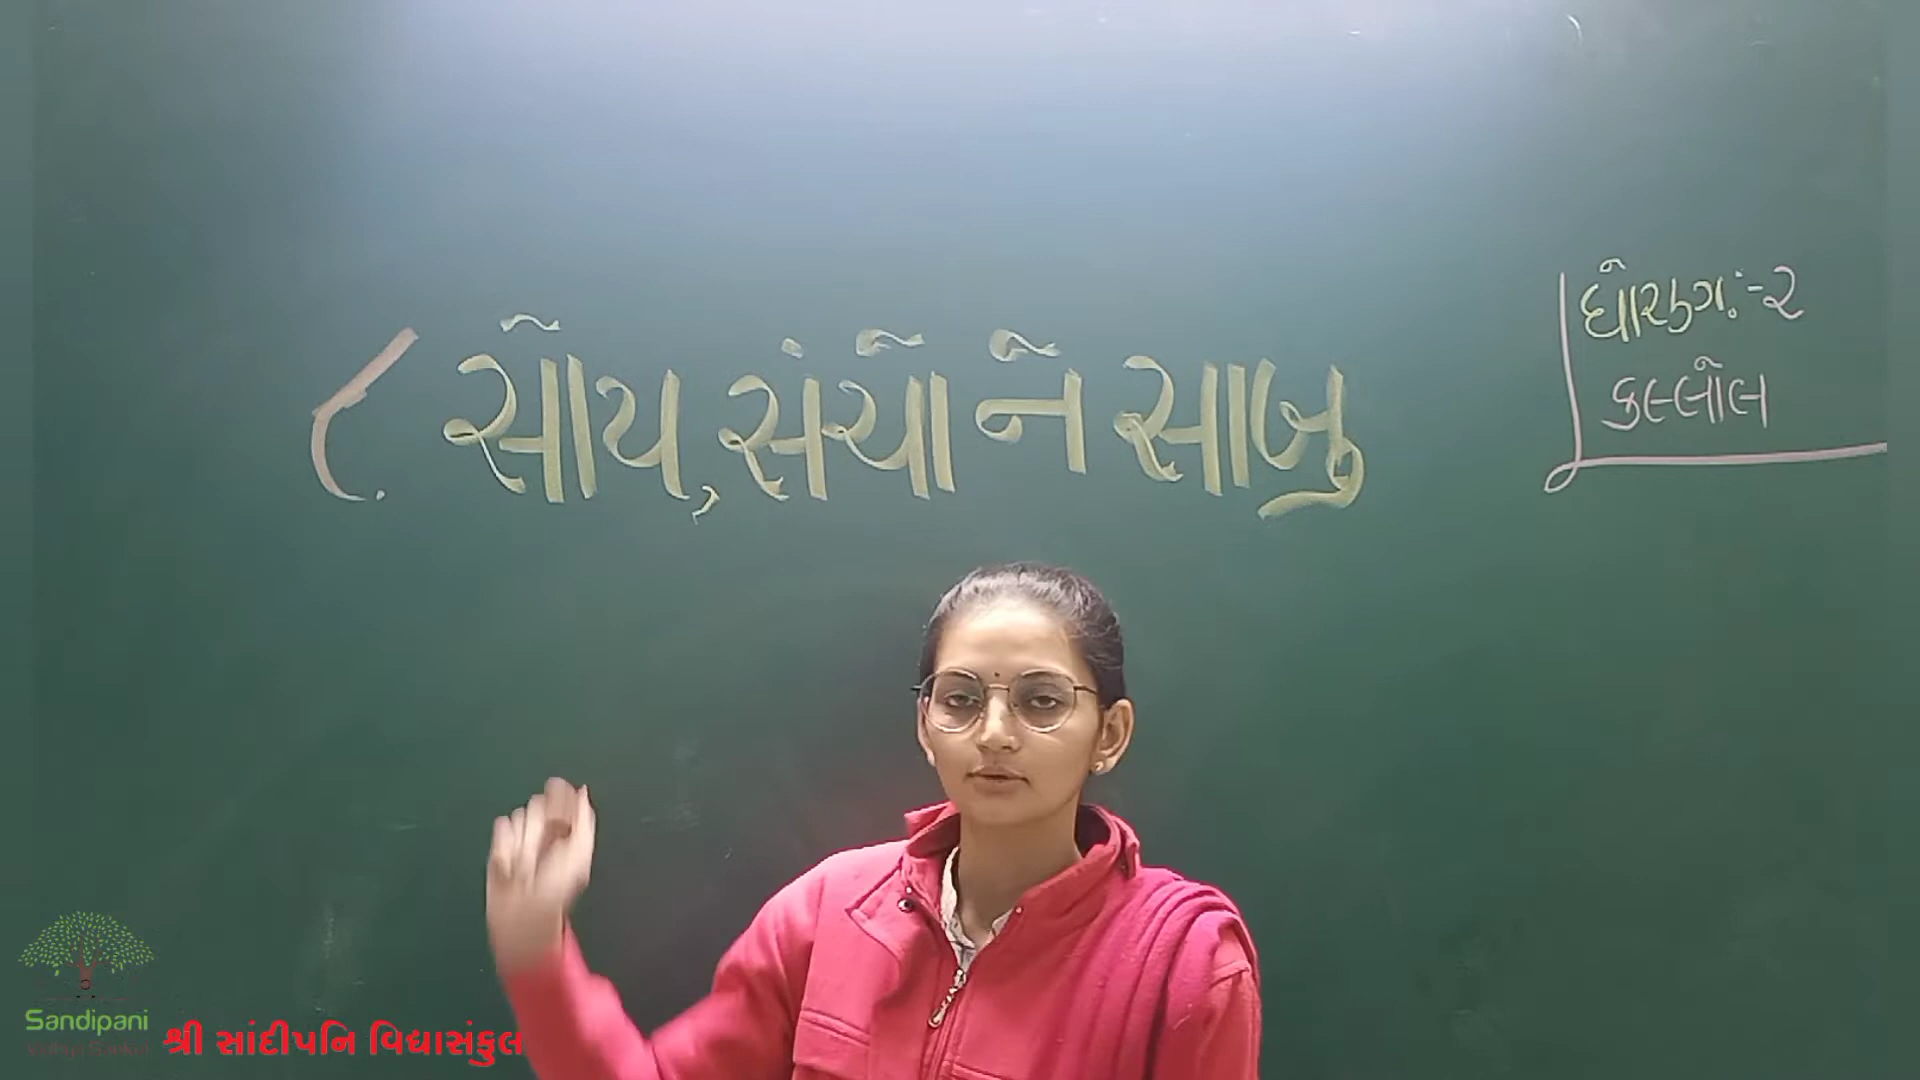 ૮. સોય, સંચો ને સાબુ
ધોરણ:-૨
કલ્લોલ
Sandipani
શ્રી સાંદીપનિ વિદ્યાસંકુલ